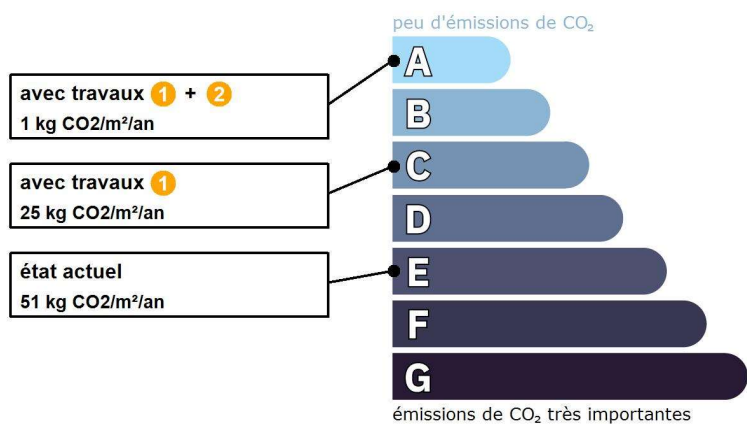 peu d'émissions de CO₂
A
avec travaux 1 + 2
1 kg CO2/m²/an
B
avec travaux 1
25 kg CO2/m²/an
C
D
état actuel
51 kg CO2/m²/an
E
F
G
émissions de CO₂ très importantes